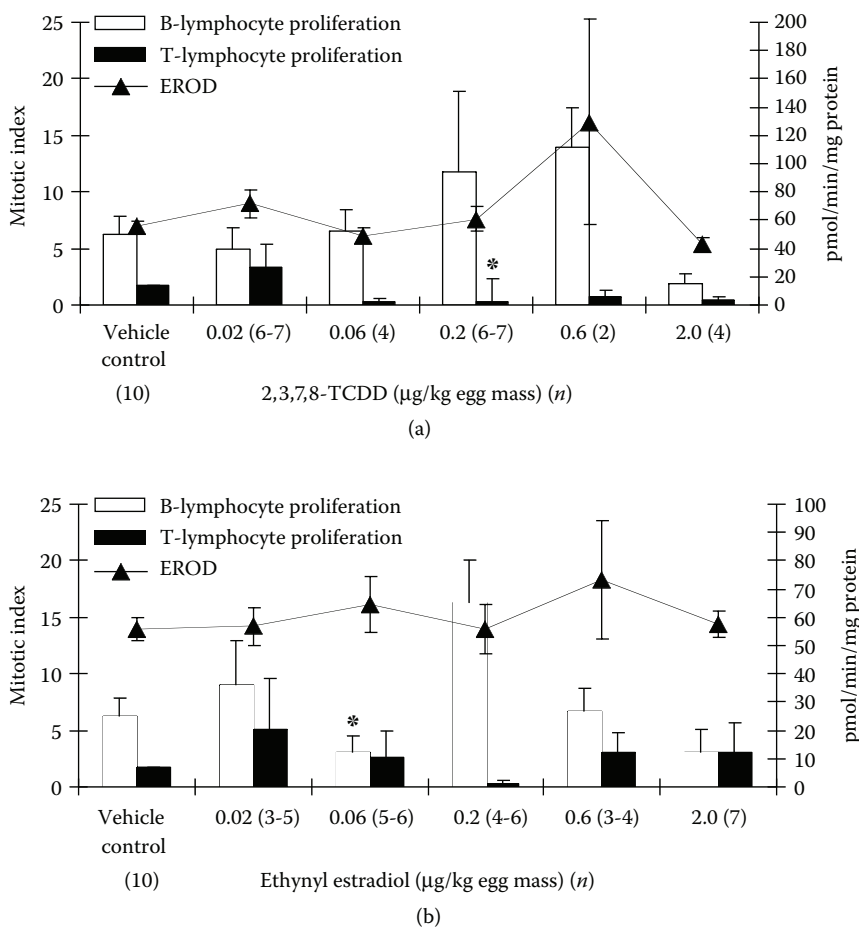 25
20
15
10
5
0
Mitotic index
B-lymphocyte proliferation
T-lymphocyte proliferation
EROD
*
200
180
160
140
120
100
80
60
40
20
0
pmol/min/mg protein
Vehicle control (10)
0.02 (6-7)
0.06 (4)
0.2 (6-7)
0.6 (2)
2.0 (4)
2,3,7,8-TCDD (μg/kg egg mass) (n)
(a)
25
20
15
10
5
0
Mitotic index
B-lymphocyte proliferation
T-lymphocyte proliferation
EROD
*
100
90
80
70
60
50
40
30
20
10
0
pmol/min/mg protein
Vehicle control (10)
0.02 (3-5)
0.06 (5-6)
0.2 (4-6)
0.6 (3-4)
2.0 (7)
Ethynyl estradiol (μg/kg egg mass) (n)
(b)